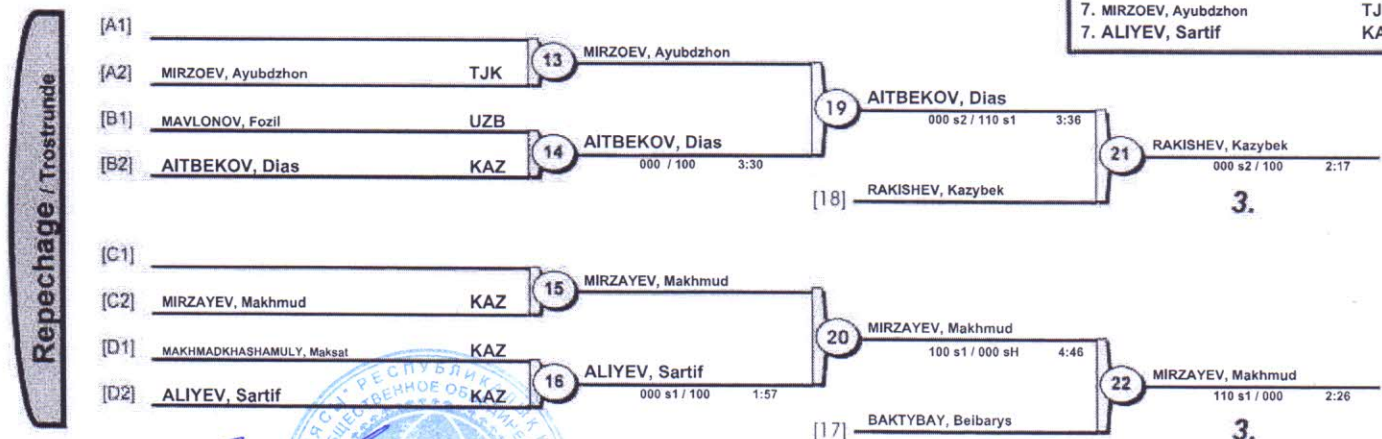 7. MIRZOEV, Ayubdzhon TJ
7. ALIYEV, Sartif KA
Repechage / Trostrunde
[A1]
[A2] MIRZOEV, Ayubdzhon TJK
13 MIRZOEV, Ayubdzhon
[B1] MAVLONOV, Fozil UZB
[B2] AITBEKOV, Dias KAZ
14 AITBEKOV, Dias
000 / 100 3:30
19 AITBEKOV, Dias
000 s2 / 110 s1 3:36
[18] RAKISHEV, Kazybek
21 RAKISHEV, Kazybek
000 s2 / 100 2:17
3.
[C1]
[C2] MIRZAYEV, Makhmud KAZ
15 MIRZAYEV, Makhmud
[D1] MAKHMADKHASHAMULY, Maksat KAZ
[D2] ALIYEV, Sartif KAZ
16 ALIYEV, Sartif
000 s1 / 100 1:57
20 MIRZAYEV, Makhmud
100 s1 / 000 sH 4:46
[17] BAKTYBAY, Beibarys
22 MIRZAYEV, Makhmud
110 s1 / 000 2:26
3.